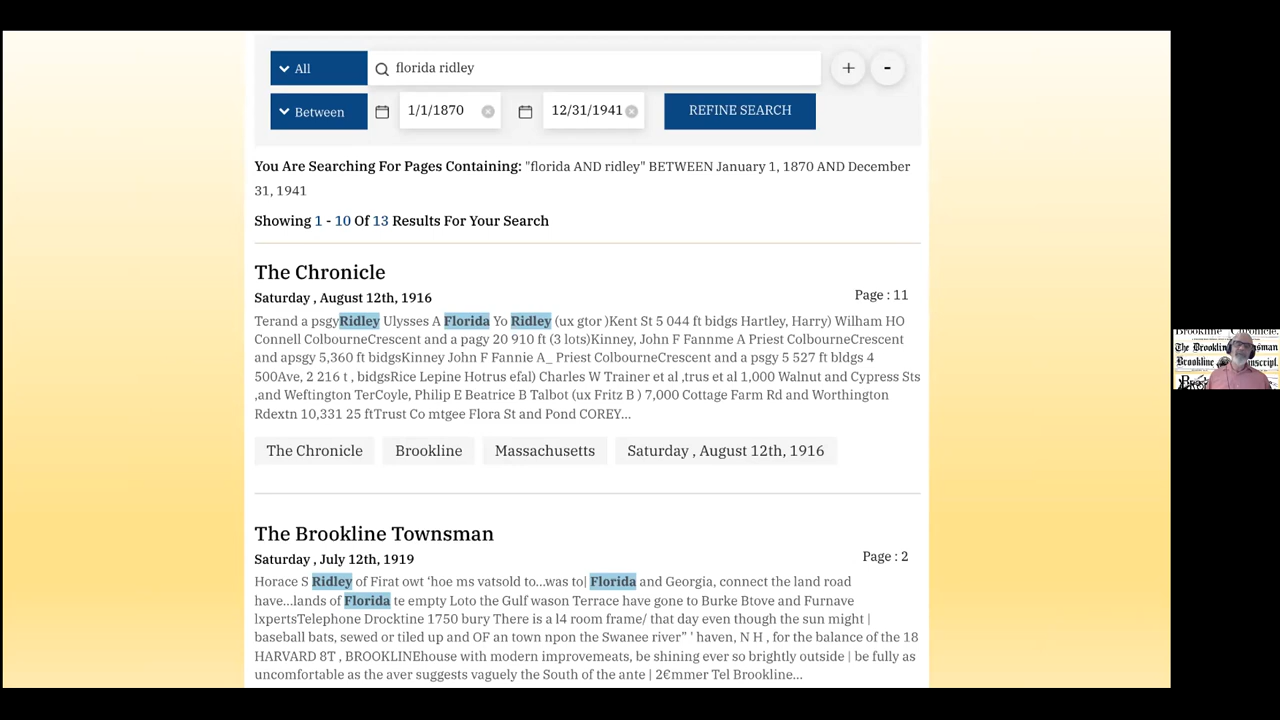 All
florida ridley
+
-
Between
1/1/1870
12/31/1941
REFINE SEARCH
You Are Searching For Pages Containing: "florida AND ridley" BETWEEN January 1, 1870 AND December
31, 1941
Showing 1 - 10 Of 13 Results For Your Search
The Chronicle
Saturday , August 12th, 1916
Page : 11
Terand a psgyRidley Ulysses A Florida Yo Ridley (ux gtor )Kent St 5 044 ft bidgs Hartley, Harry) Wilham HO
Connell ColbourneCrescent and a pagy 20 910 ft (3 lots)Kinney, John F Fannme A Priest ColbourneCrescent
and apsgy 5,360 ft bidgsKinney John F Fannie A_ Priest ColbourneCrescent and a psgy 5 527 ft bldgs 4
500Ave, 2 216 t , bidgsRice Lepine Hotrus efal) Charles W Trainer et al ,trus et al 1,000 Walnut and Cypress Sts
,and Weftington TerCoyle, Philip E Beatrice B Talbot (ux Fritz B ) 7,000 Cottage Farm Rd and Worthington
Rdextn 10,331 25 ftTrust Co mtgee Flora St and Pond COREY...
The Chronicle
Brookline
Massachusetts
Saturday , August 12th, 1916
The Brookline Townsman
Saturday , July 12th, 1919
Page : 2
Horace S Ridley of Firat owt ‘hoe ms vatsold to...was to| Florida and Georgia, connect the land road
have...lands of Florida te empty Loto the Gulf wason Terrace have gone to Burke Btove and Furnave
lxpertsTelephone Drocktine 1750 bury There is a l4 room frame/ that day even though the sun might |
baseball bats, sewed or tiled up and OF an town npon the Swanee river” ’ haven, N H , for the balance of the 18
HARVARD 8T , BROOKLINEhouse with modern improvemeats, be shining ever so brightly outside | be fully as
uncomfortable as the aver suggests vaguely the South of the ante | 2€mmer Tel Brookline...